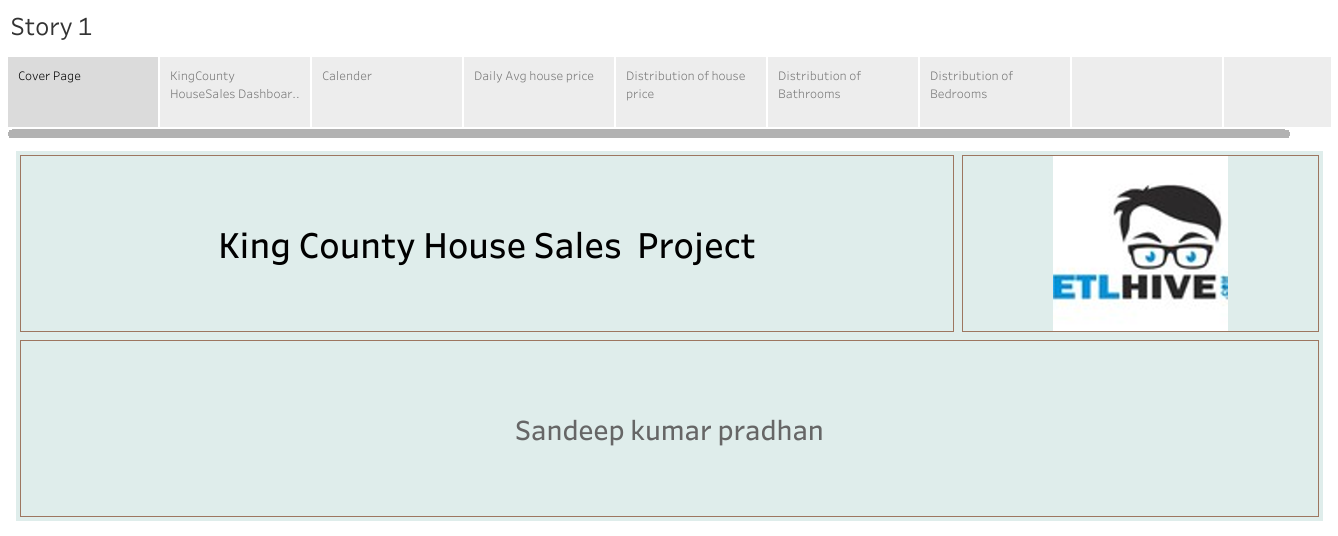 Story 1
Cover Page
KingCounty
HouseSales Dashboar..
Calender
Daily Avg house price
Distribution of house
price
Distribution of
Bathrooms
Distribution of
Bedrooms
King County House Sales  Project
ETLHIVE.com
Sandeep kumar pradhan